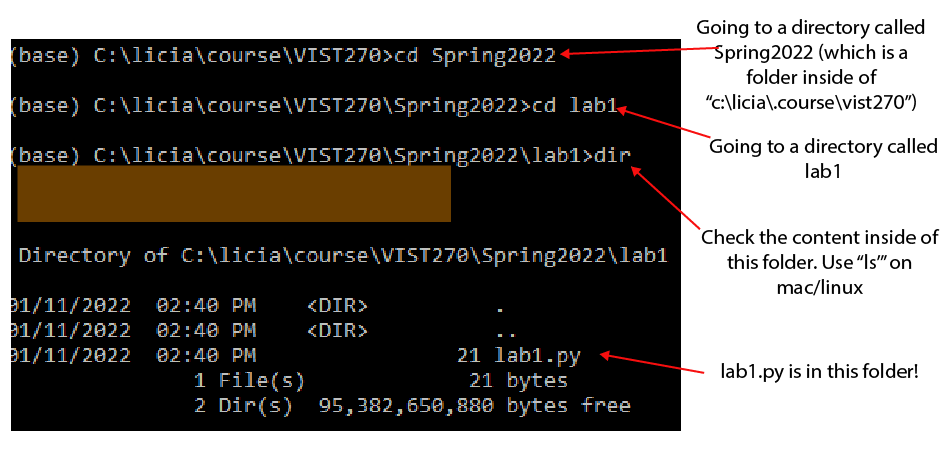 (base) C:\licia\course\VIST270>cd Spring2022
(base) C:\licia\course\VIST270\Spring2022>cd lab1
(base) C:\licia\course\VIST270\Spring2022\lab1>dir
Directory of C:\licia\course\VIST270\Spring2022\lab1
01/11/2022 02:40 PM <DIR> .
01/11/2022 02:40 PM <DIR> ..
01/11/2022 02:40 PM 21 lab1.py
1 File(s) 21 bytes
2 Dir(s) 95,382,650,880 bytes free
Going to a directory called
Spring2022 (which is a
folder inside of
“c:\licia\.course\vist270”)
Going to a directory called
lab1
Check the content inside of
this folder. Use “ls’” on
mac/linux
lab1.py is in this folder!